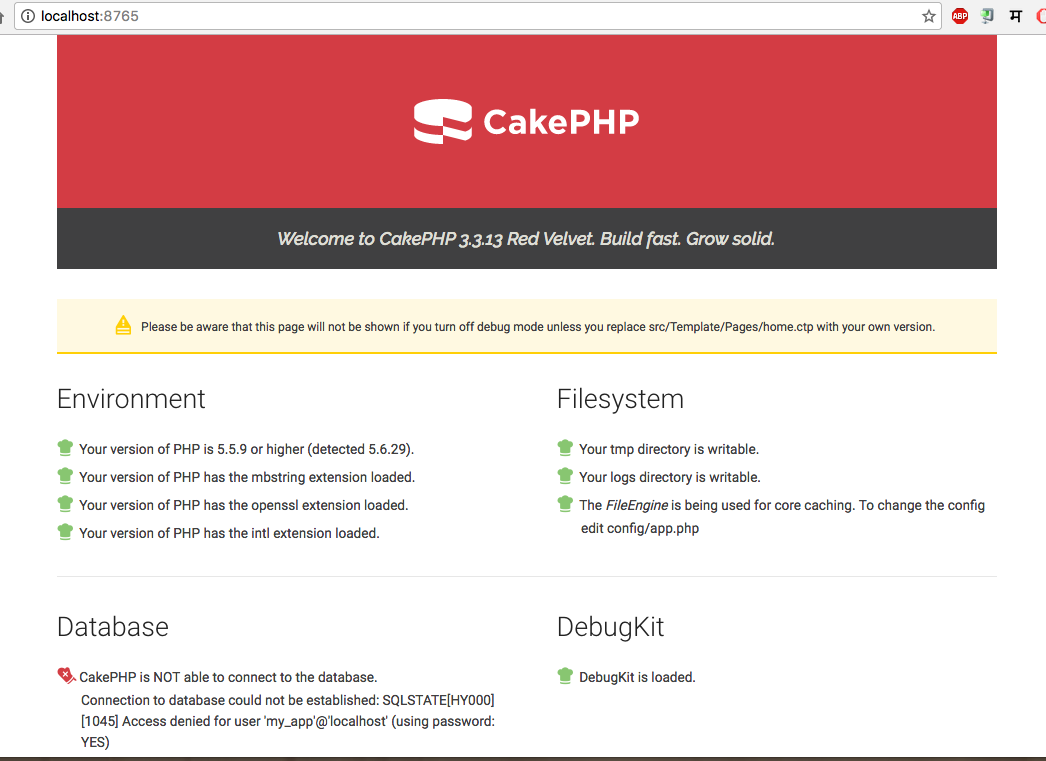 localhost:8765
ABP
म
CakePHP
Welcome to CakePHP 3.3.13 Red Velvet. Build fast. Grow solid.
Please be aware that this page will not be shown if you turn off debug mode unless you replace src/Template/Pages/home.ctp with your own version.
Environment
Your version of PHP is 5.5.9 or higher (detected 5.6.29).
Your version of PHP has the mbstring extension loaded.
Your version of PHP has the openssl extension loaded.
Your version of PHP has the intl extension loaded.
Filesystem
Your tmp directory is writable.
Your logs directory is writable.
The FileEngine is being used for core caching. To change the config
edit config/app.php
Database
CakePHP is NOT able to connect to the database.
Connection to database could not be established: SQLSTATE[HY000]
[1045] Access denied for user 'my_app'@'localhost' (using password:
YES)
DebugKit
DebugKit is loaded.